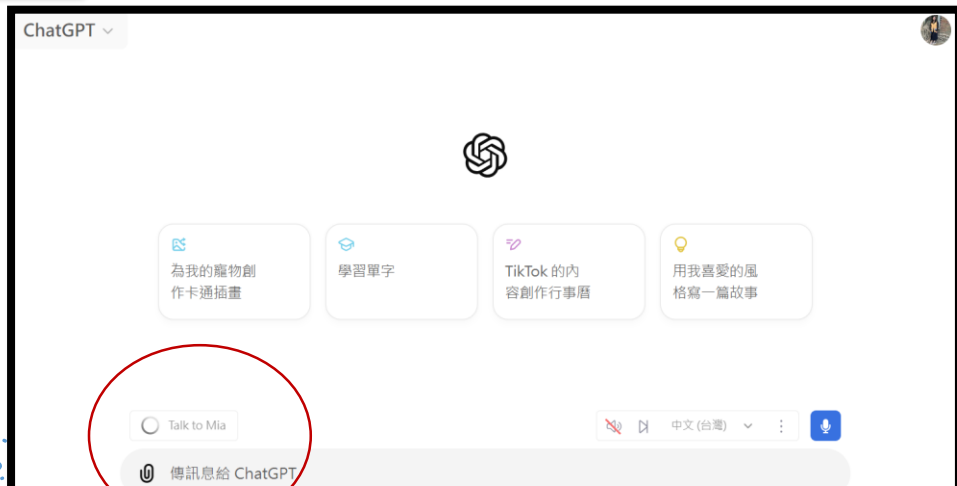 ChatGPT
為我的寵物創
作卡通插畫
學習單字
TikTok 的內
容創作行事曆
用我喜愛的風
格寫一篇故事
Talk to Mia
中文 (台灣)
傳訊息給 ChatGPT